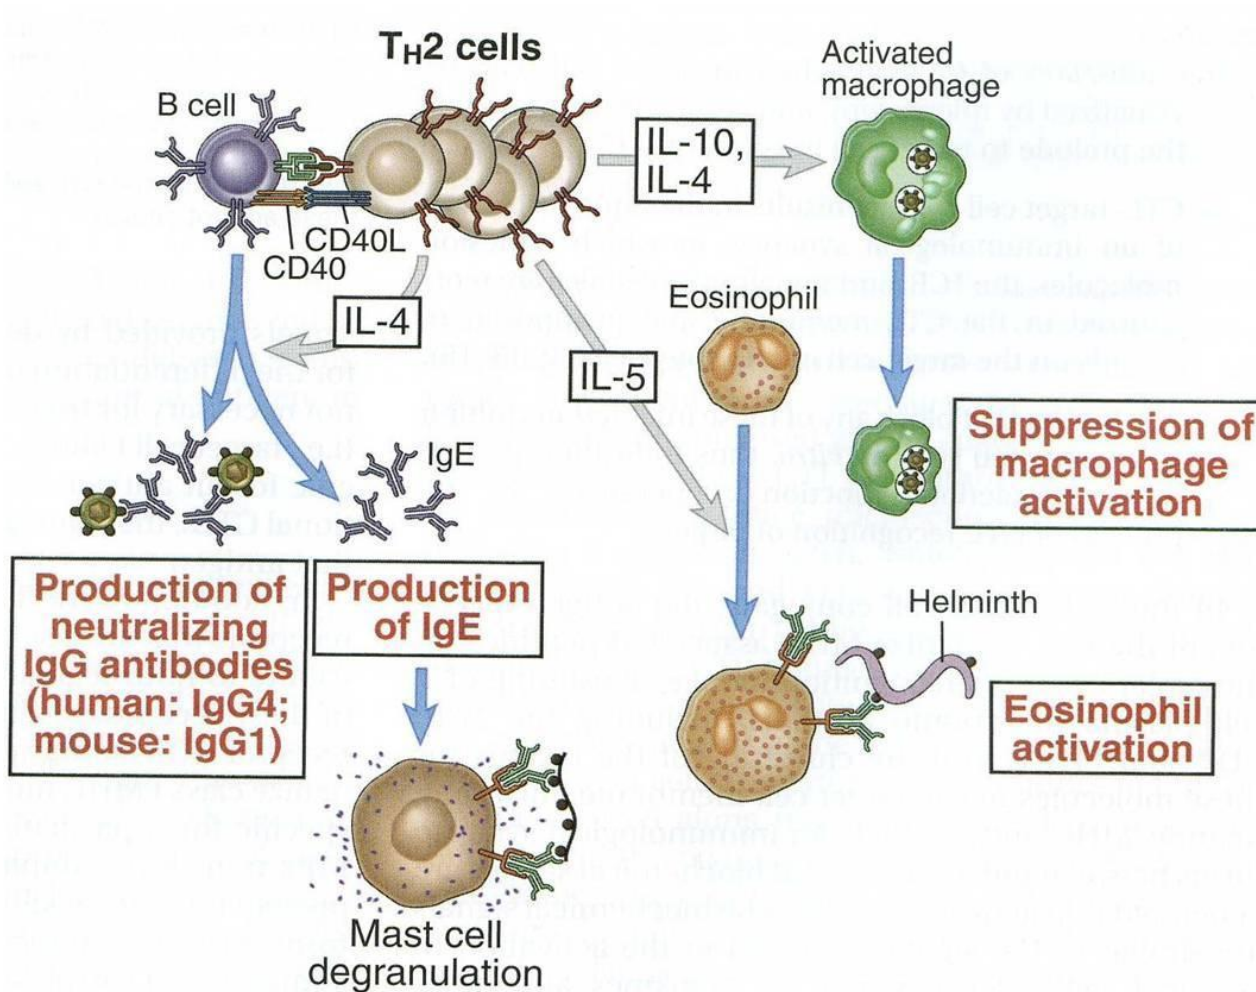 TH2 cells
B cell
Activated
macrophage
IL-10,
IL-4
CD40L
CD40
IL-4
Eosinophil
IL-5
Suppression of
macrophage
activation
IgE
Production of
neutralizing
IgG antibodies
(human: IgG4;
mouse: IgG1)
Production
of IgE
Helminth
Eosinophil
activation
Mast cell
degranulation